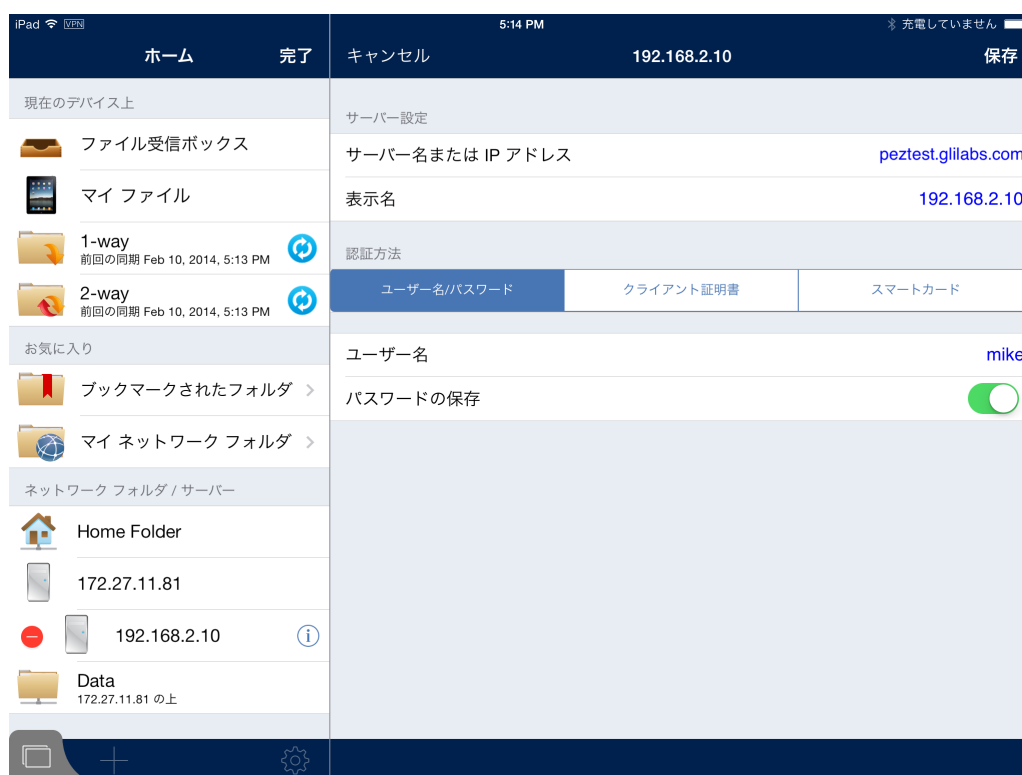 iPad VPN 5:14 PM 充電していません
ホーム 完了
キャンセル 192.168.2.10 保存
現在のデバイス上
ファイル受信ボックス
マイ ファイル
1-way
前回の同期 Feb 10, 2014, 5:13 PM
2-way
前回の同期 Feb 10, 2014, 5:13 PM
お気に入り
ブックマークされたフォルダ
マイ ネットワーク フォルダ
ネットワーク フォルダ / サーバー
Home Folder
172.27.11.81
192.168.2.10
Data
172.27.11.81 の上
サーバー設定
サーバー名または IP アドレス peztest.glilabs.com
表示名 192.168.2.10
認証方法
ユーザー名/パスワード クライアント証明書 スマートカード
ユーザー名 mike
パスワードの保存